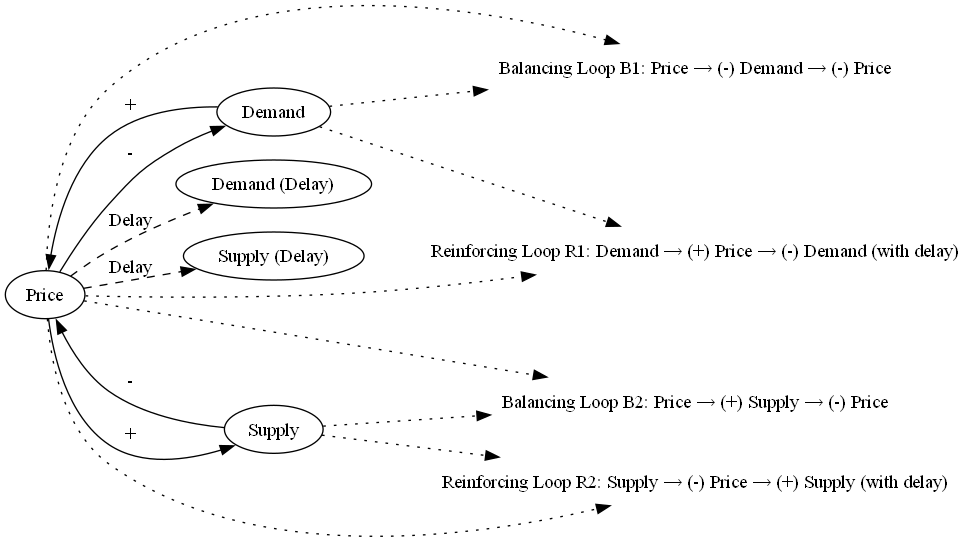 Balancing Loop B1: Price → (-) Demand → (-) Price
+
Demand
-
Demand (Delay)
Delay
Supply (Delay)
Delay
Reinforcing Loop R1: Demand → (+) Price → (-) Demand (with delay)
Price
-
Balancing Loop B2: Price → (+) Supply → (-) Price
+
Supply
Reinforcing Loop R2: Supply → (-) Price → (+) Supply (with delay)